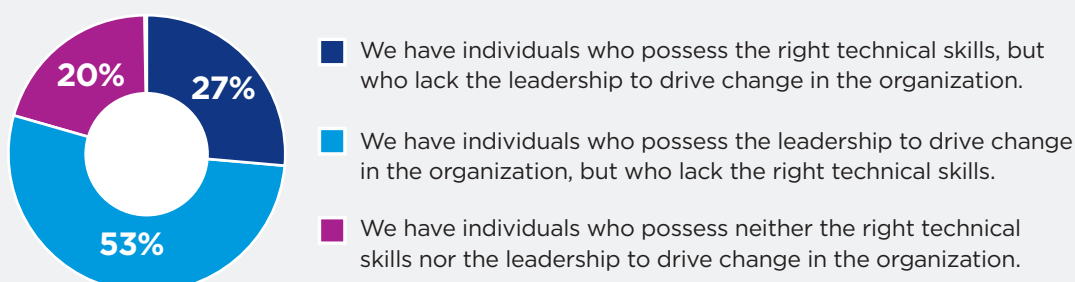 20%
27%
53%
We have individuals who possess the right technical skills, but
who lack the leadership to drive change in the organization.
We have individuals who possess the leadership to drive change
in the organization, but who lack the right technical skills.
We have individuals who possess neither the right technical
skills nor the leadership to drive change in the organization.